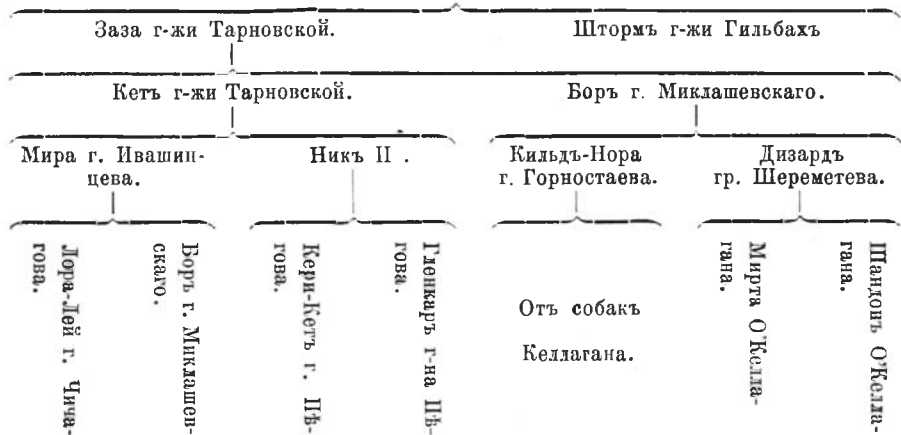 Заза г-жи Тарновской. Штормъ г-жи Гильбахъ
Кетъ г-жи Тарновской. Боръ г. Миклашевскаго.
Мира г. Ивашин-
цева.
Никъ II .
Кильдъ-Нора
г. Горностаева.
Дизардъ
гр. Шереметева.
Лора-Лей г. Чича-
гова.
Боръ г. Миклашев-
скаго.
Кери-Кетъ г. Пѣ-
гова.
Гленкаръ г-на Пѣ-
гова.
Отъ собакъ
Келлагана.
Мирта О'Келла-
гана.
Шандонъ О'Келла-
гана.